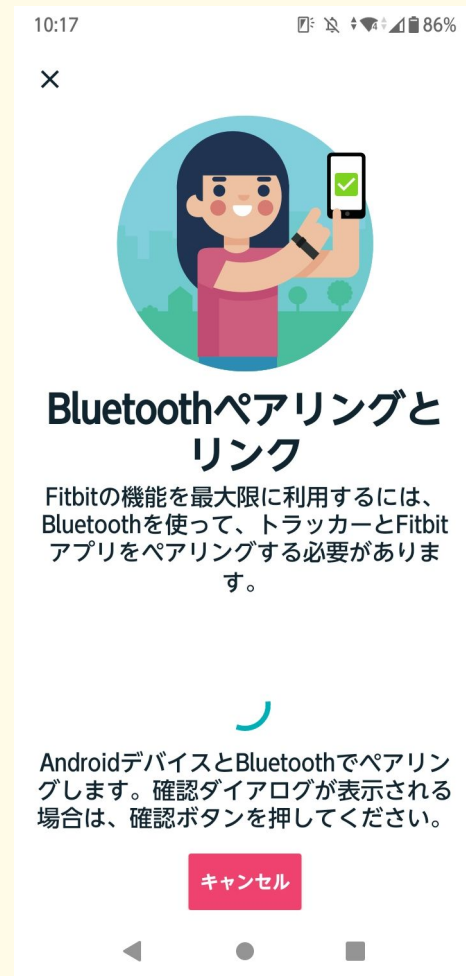 10:17
86%
Bluetoothペアリングと
リンク
Fitbitの機能を最大限に利用するには、
Bluetoothを使って、トラッカーとFitbit
アプリをペアリングする必要がありま
す。
AndroidデバイスとBluetoothでペアリン
グします。確認ダイアログが表示される
場合は、確認ボタンを押してください。
キャンセル